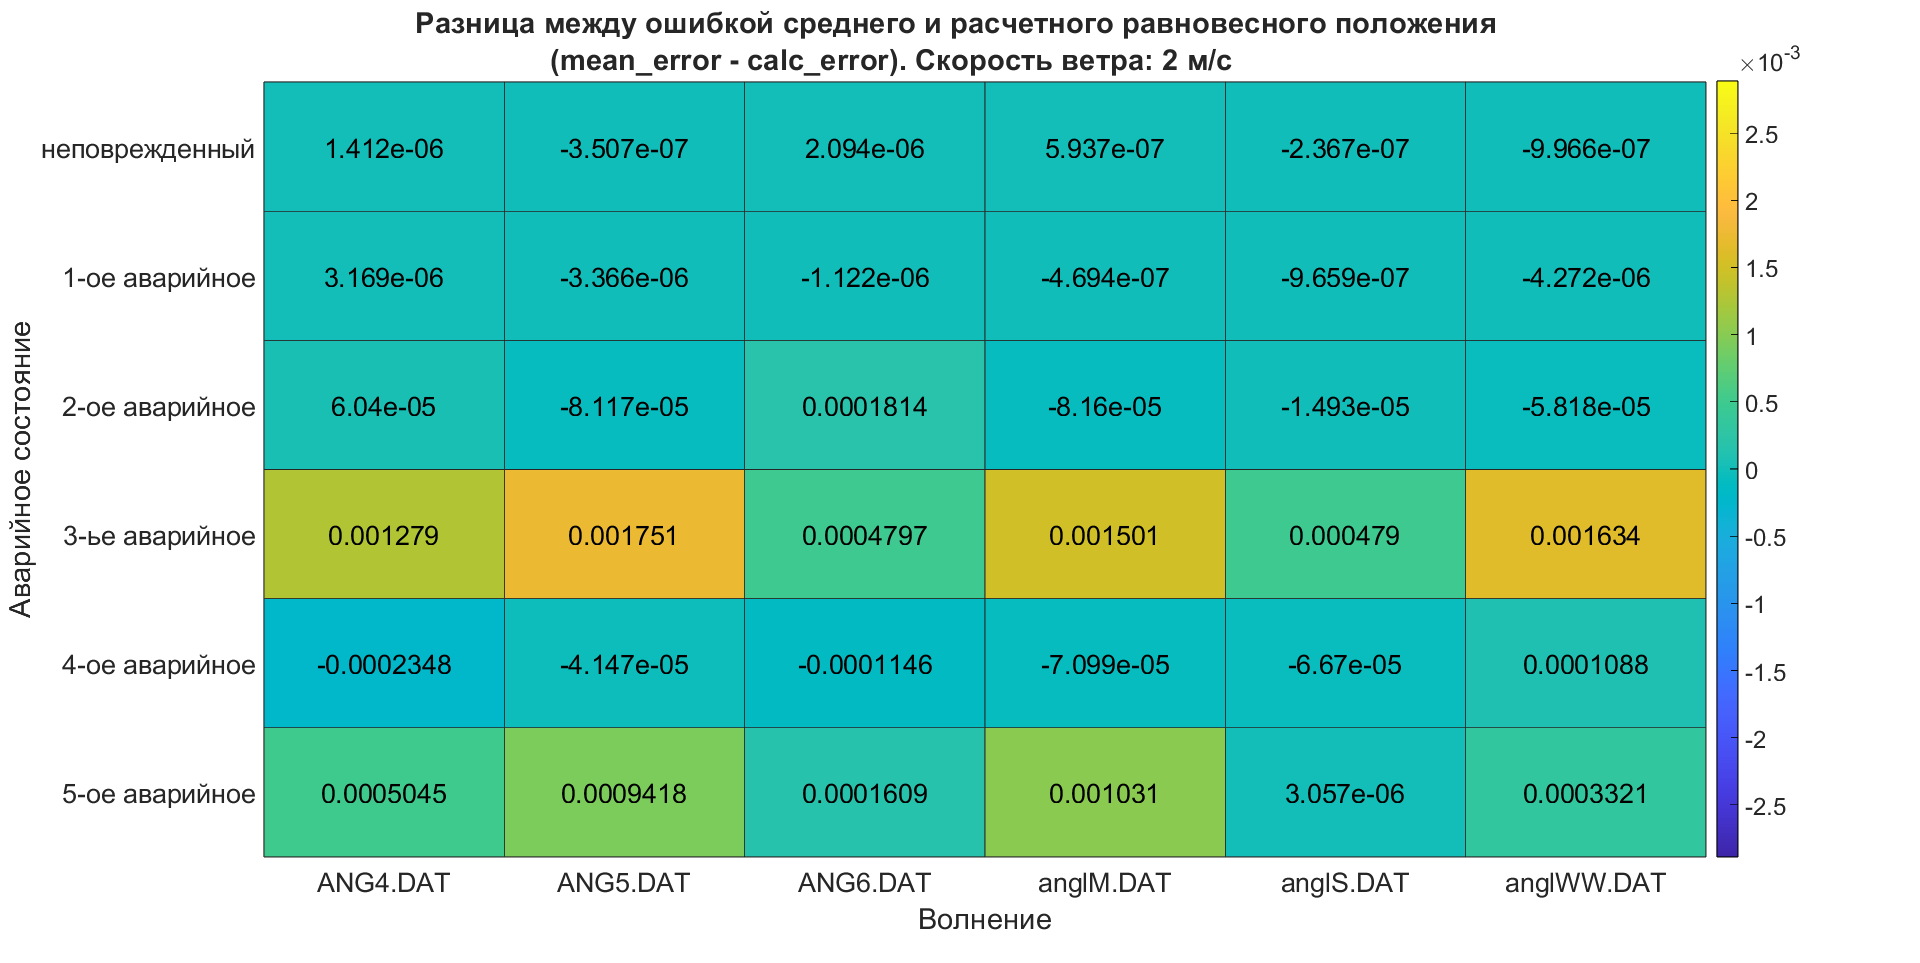 Разница между ошибкой среднего и расчетного равновесного положения
(mean_error - calc_error). Скорость ветра: 2 м/с
×10-3
неповрежденный 1.412e-06 -3.507e-07 2.094e-06 5.937e-07 -2.367e-07 -9.966e-07
1-ое аварийное 3.169e-06 -3.366e-06 -1.122e-06 -4.694e-07 -9.659e-07 -4.272e-06
2-ое аварийное 6.04e-05 -8.117e-05 0.0001814 -8.16e-05 -1.493e-05 -5.818e-05
3-ье аварийное 0.001279 0.001751 0.0004797 0.001501 0.000479 0.001634
4-ое аварийное -0.0002348 -4.147e-05 -0.0001146 -7.099e-05 -6.67e-05 0.0001088
5-ое аварийное 0.0005045 0.0009418 0.0001609 0.001031 3.057e-06 0.0003321
Аварийное состояние
ANG4.DAT ANG5.DAT ANG6.DAT anglM.DAT anglS.DAT anglWW.DAT
Волнение
2.5
2
1.5
1
0.5
0
-0.5
-1
-1.5
-2
-2.5